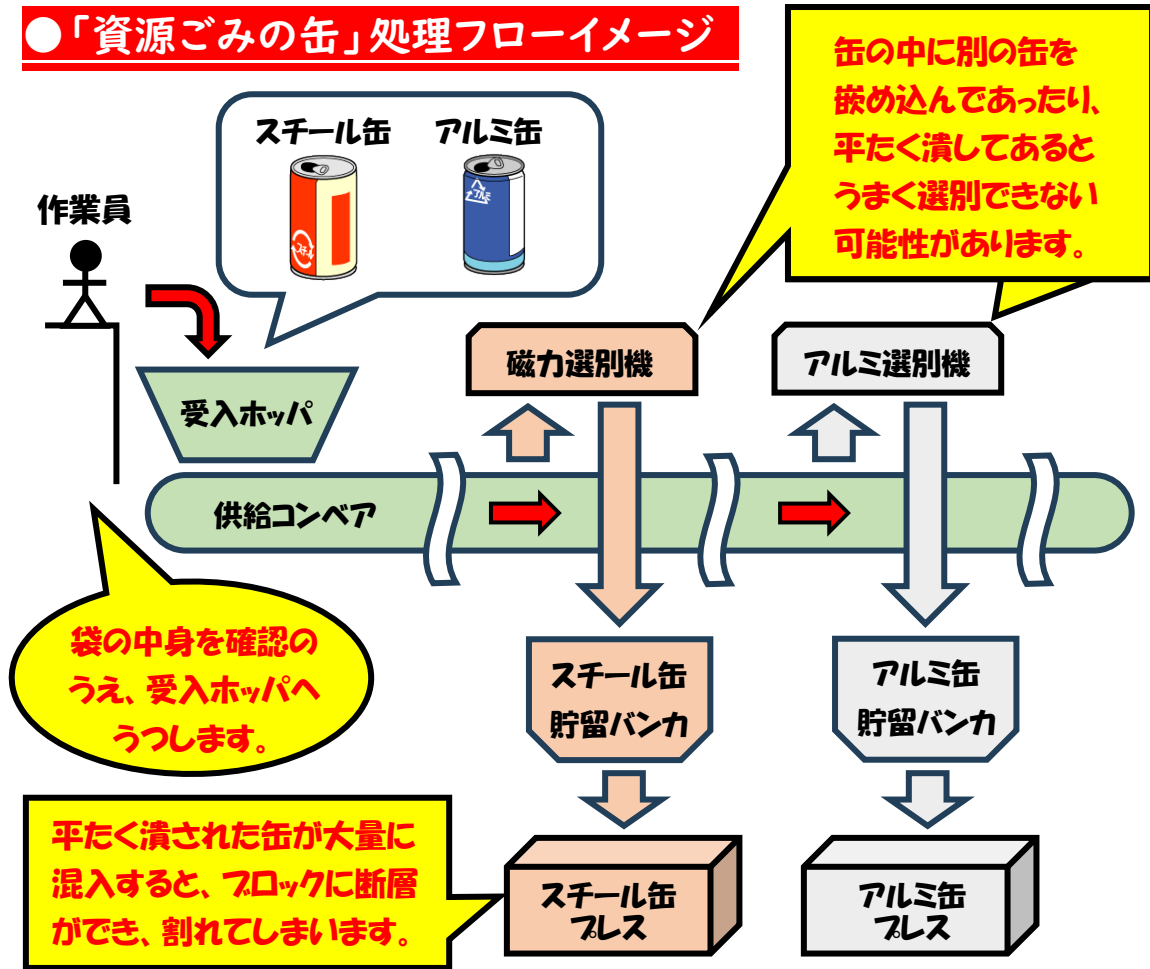 ●「資源ごみの缶」処理フローイメージ
缶の中に別の缶を
嵌め込んであったり、
平たく潰してあると
うまく選別できない
可能性があります。
スチール缶
アルミ缶
スチール
アルミ
作業員
磁力選別機
アルミ選別機
受入ホッパ
供給コンベア
袋の中身を確認の
うえ、受入ホッパへ
うつします。
スチール缶
貯留バンカ
アルミ缶
貯留バンカ
平たく潰された缶が大量に
混入すると、ブロックに断層
ができ、割れてしまいます。
スチール缶
プレス
アルミ缶
プレス